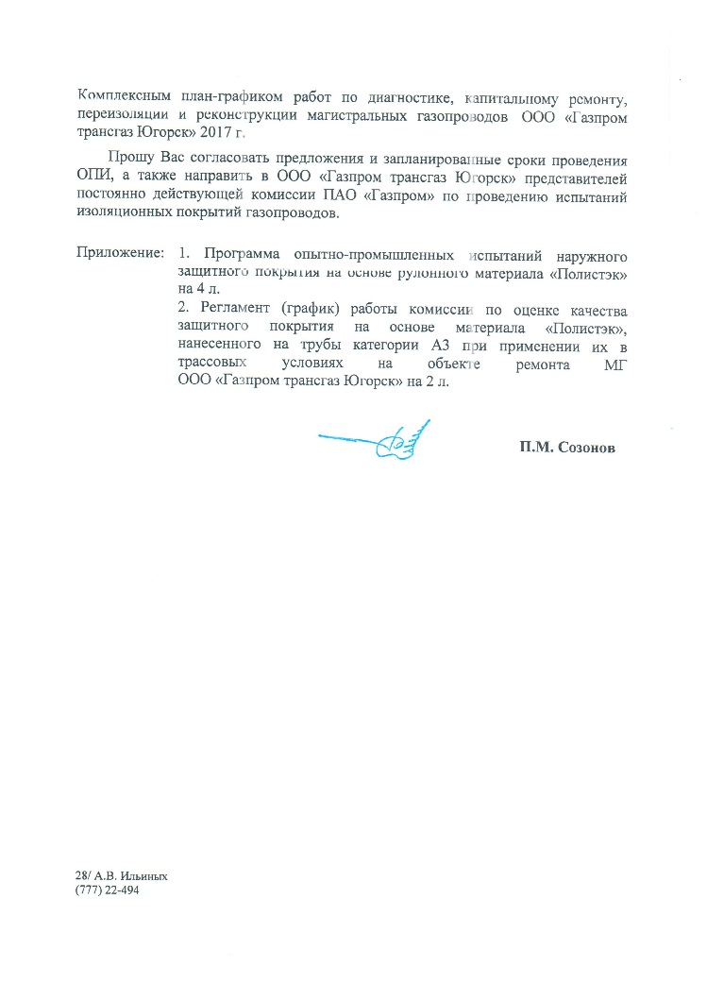 Комплексным план-графиком работ по диагностике, капитальному ремонту,
переизоляции и реконструкции магистральных газопроводов ООО «Газпром
трансгаз Югорск» 2017 г.
Прошу Вас согласовать предложения и запланированные сроки проведения
ОПИ, а также направить в ООО «Газпром трансгаз Югорск» представителей
постоянно действующей комиссии ПАО «Газпром» по проведению испытаний
изоляционных покрытий газопроводов.
Приложение: 1. Программа опытно-промышленных испытаний наружного
защитного покрытия на основе рулонного материала «Полистэк»
на 4 л.
2. Регламент (график) работы комиссии по оценке качества
защитного покрытия на основе материала «Полистэк»,
нанесенного на трубы категории А3 при применении их в
трассовых условиях на объекте ремонта МГ
ООО «Газпром трансгаз Югорск» на 2 л.
П.М. Созонов
28/ А.В. Ильиных
(777) 22-494